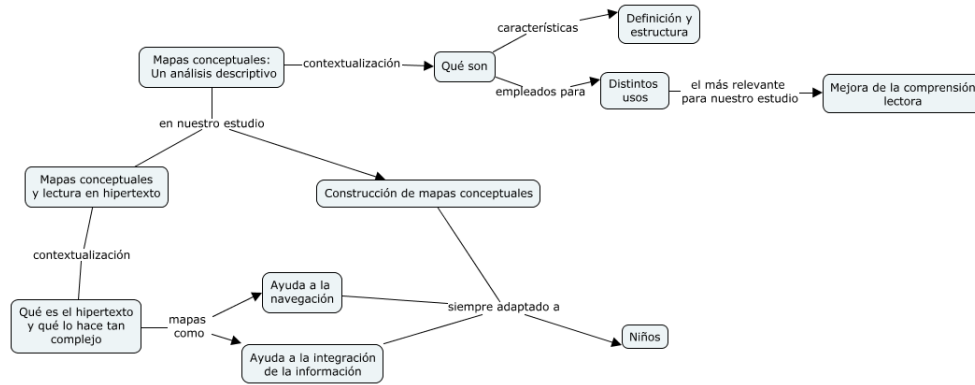 Mapas conceptuales:
Un análisis descriptivo
contextualización
Qué son
características
Definición y
estructura
empleados para
Distintos
usos
el más relevante
para nuestro estudio
Mejora de la comprensión
lectora
en nuestro estudio
Mapas conceptuales
y lectura en hipertexto
Construcción de mapas conceptuales
contextualización
Qué es el hipertexto
y qué lo hace tan
complejo
mapas
como
Ayuda a la
navegación
Ayuda a la integración
de la información
siempre adaptado a
Niños